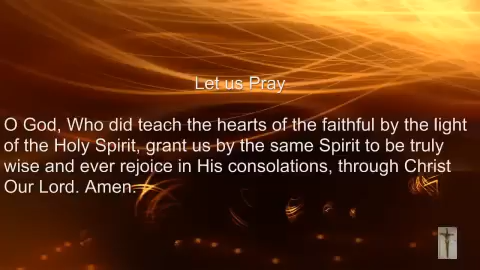 Let us Pray
O God, Who did teach the hearts of the faithful by the light
of the Holy Spirit, grant us by the same Spirit to be truly
wise and ever rejoice in His consolations, through Christ
Our Lord. Amen.